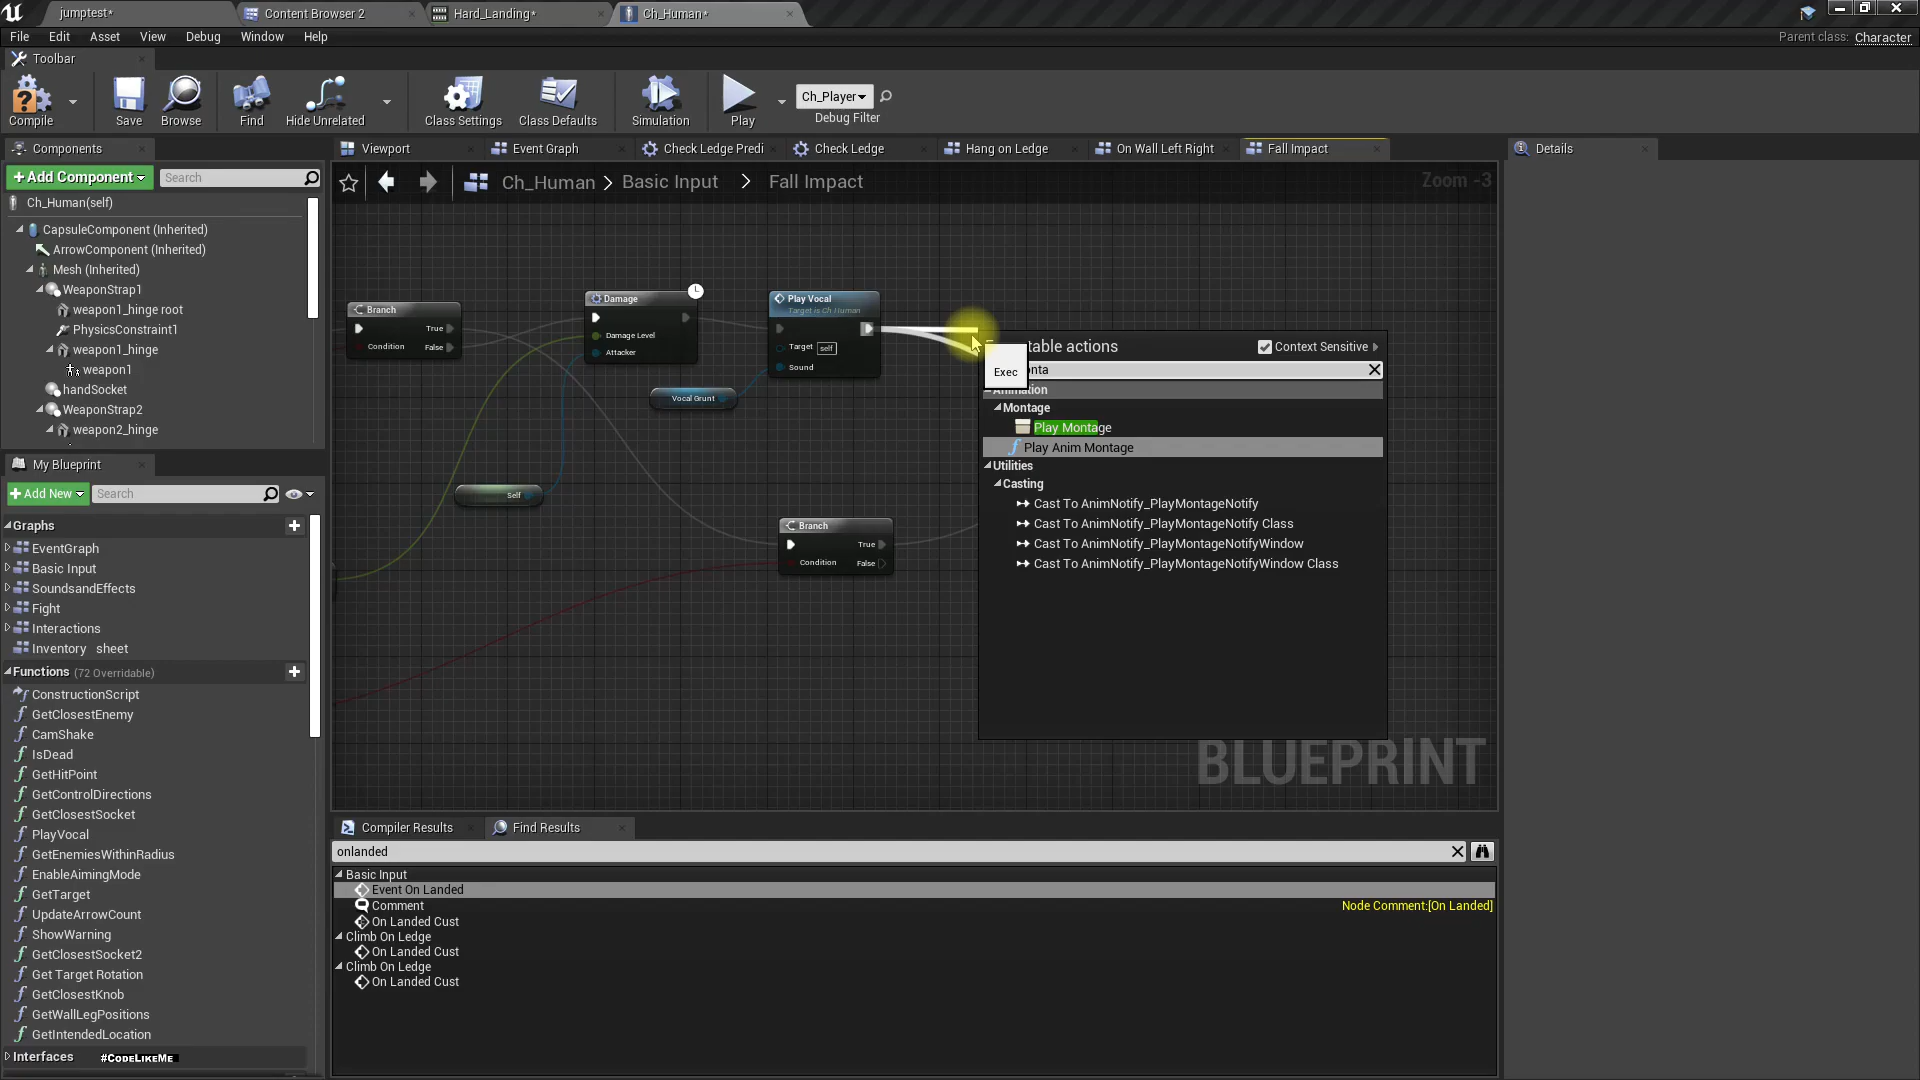 jumptest*
Content Browser 2
Hard_Landing*
Ch_Human*
File Edit Asset View Debug Window Help
Parent class: Character
Toolbar
Compile
Save
Browse
Find
Hide Unrelated
Class Settings
Class Defaults
Simulation
Play
Ch_Player
Debug Filter
Components
Viewport
Event Graph
Check Ledge Predi
Check Ledge
Hang on Ledge
On Wall Left Right
Fall Impact
Details
+Add Component
Search
Ch_Human > Basic Input > Fall Impact
Zoom -3
Ch_Human(self)
CapsuleComponent (Inherited)
ArrowComponent (Inherited)
Mesh (Inherited)
WeaponStrap1
weapon1_hinge root
PhysicsConstraint1
weapon1_hinge
weapon1
handSocket
WeaponStrap2
weapon2_hinge
Branch
True
Condition
False
Damage
Damage Level
Attacker
Play Vocal
Target is Ch Human
Target self
Sound
Vocal Grunt
Self
Branch
True
Condition
False
table actions
Context Sensitive
Exec
onta
Animation
Montage
Play Montage
Play Anim Montage
Utilities
Casting
Cast To AnimNotify_PlayMontageNotify
Cast To AnimNotify_PlayMontageNotify Class
Cast To AnimNotify_PlayMontageNotifyWindow
Cast To AnimNotify_PlayMontageNotifyWindow Class
BLUEPRINT
My Blueprint
+Add New
Search
Graphs
EventGraph
Basic Input
SoundsandEffects
Fight
Interactions
Inventory sheet
Functions (72 Overridable)
ConstructionScript
GetClosestEnemy
CamShake
IsDead
GetHitPoint
GetControlDirections
GetClosestSocket
PlayVocal
GetEnemiesWithinRadius
EnableAimingMode
GetTarget
UpdateArrowCount
ShowWarning
GetClosestSocket2
Get Target Rotation
GetClosestKnob
GetWallLegPositions
GetIntendedLocation
Interfaces
#CodeLikeMe
Compiler Results
Find Results
onlanded
Basic Input
Event On Landed
Comment
Node Comment:[On Landed]
On Landed Cust
Climb On Ledge
On Landed Cust
Climb On Ledge
On Landed Cust